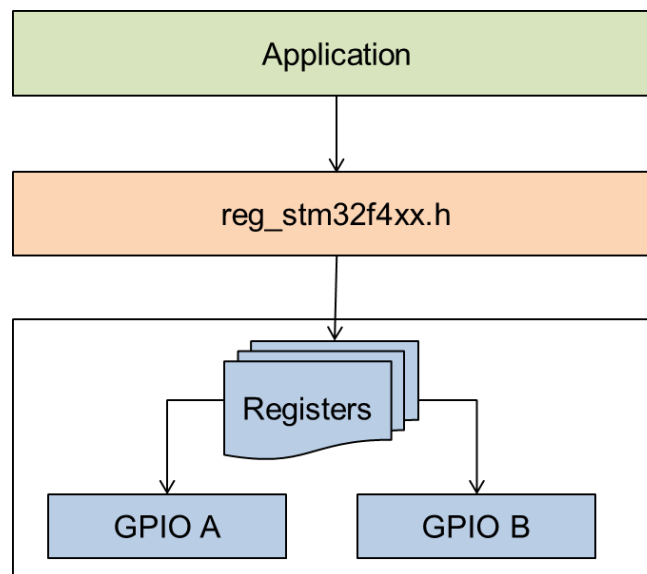 Application
reg_stm32f4xx.h
Registers
GPIO A
GPIO B